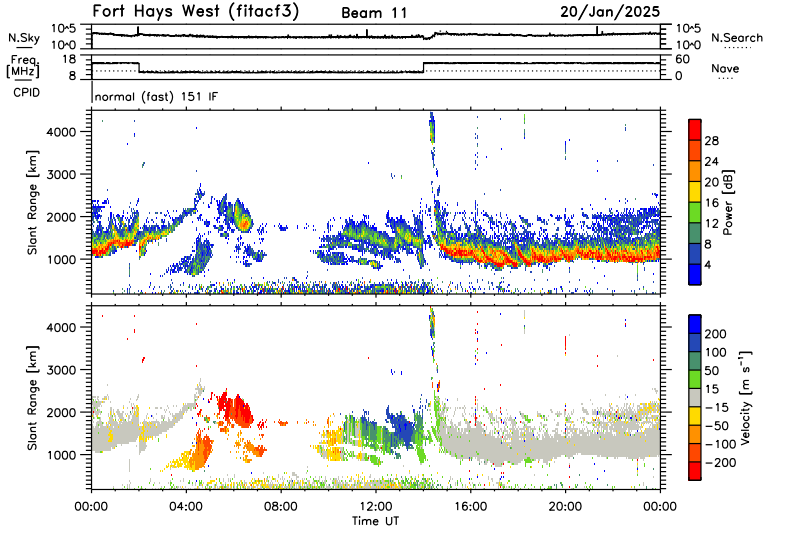 Fort Hays West (fitacf3) Beam 11 20/Jan/2025
N.Sky 10^5 10^0 10^5 10^0 N.Search
Freq. [MHz] 18 8 60 0 Nave
CPID normal (fast) 151 IF
Slant Range [km] 4000 3000 2000 1000
28 24 20 16 12 8 4 Power [dB]
Slant Range [km] 4000 3000 2000 1000
200 100 50 15 −15 −50 −100 −200 Velocity [m s⁻¹]
00:00 04:00 08:00 12:00 16:00 20:00 00:00
Time UT